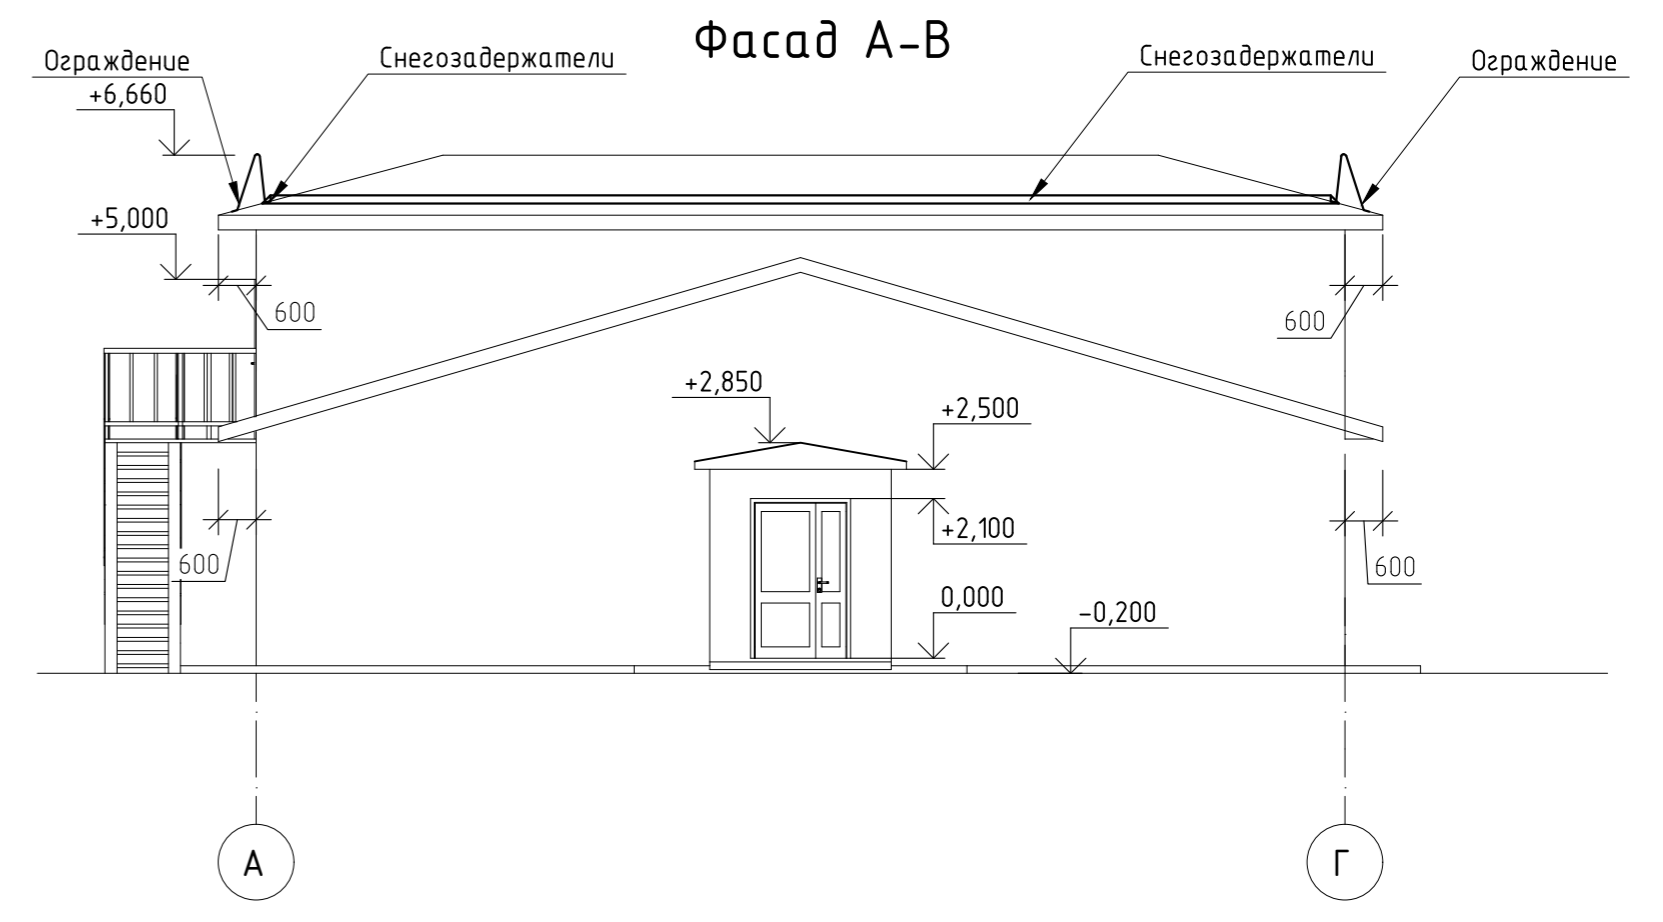 Фасад А-В
Ограждение
Снегозадержатели
Снегозадержатели
Ограждение
+6,660
+5,000
600
600
+2,850
+2,500
+2,100
600
600
0,000
-0,200
А
Г